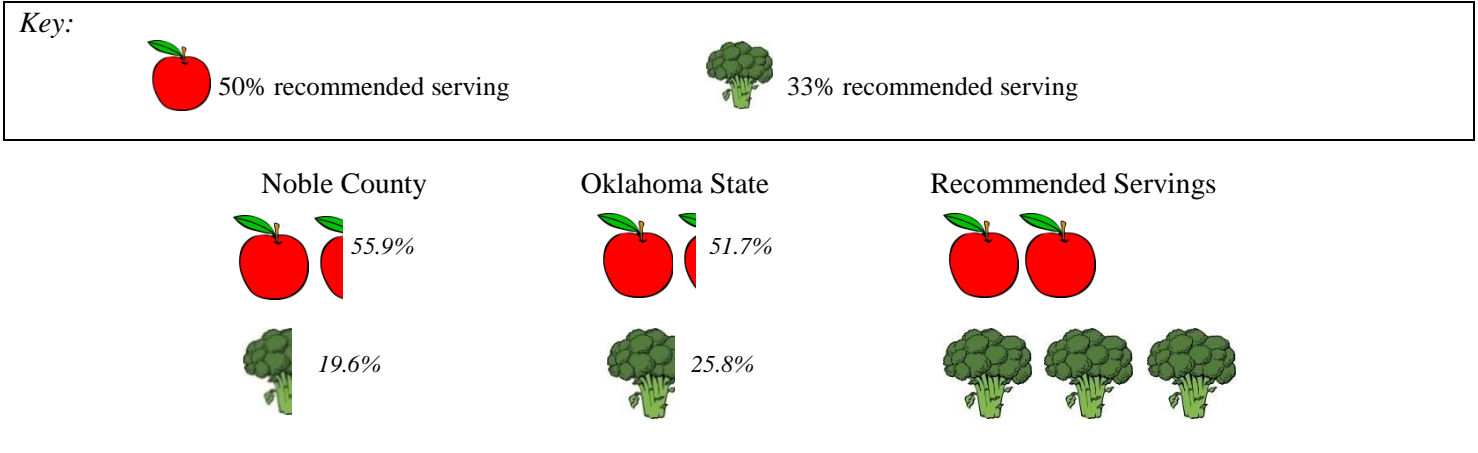 Key:
50% recommended serving 33% recommended serving
Noble County Oklahoma State Recommended Servings
55.9% 51.7%
19.6% 25.8%